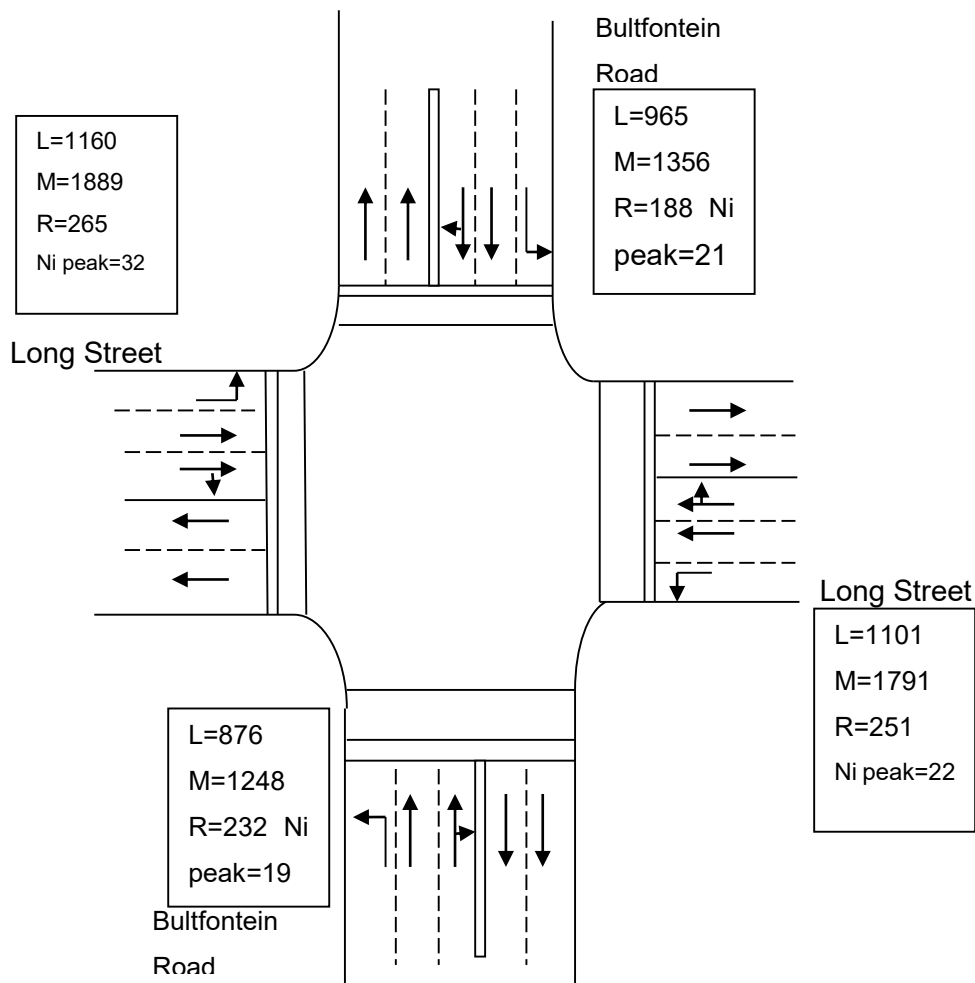 Bultfontein
Road
L=965
M=1356
R=188 Ni
peak=21
L=1160
M=1889
R=265
Ni peak=32
Long Street
Long Street
L=1101
M=1791
R=251
Ni peak=22
L=876
M=1248
R=232 Ni
peak=19
Bultfontein
Road